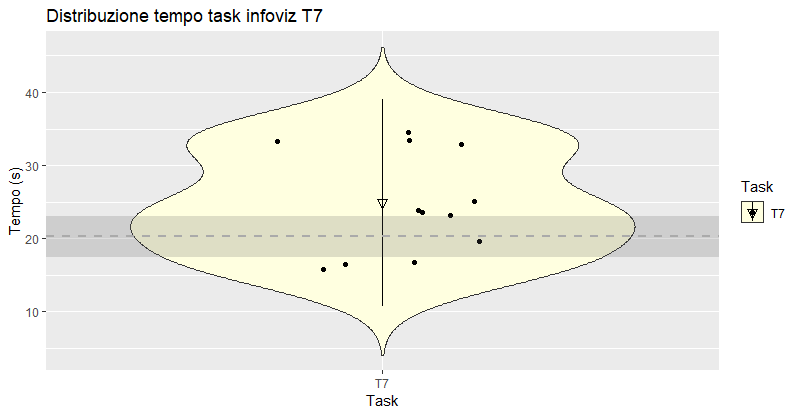 Distribuzione tempo task infoviz T7
Tempo (s)
40
30
20
10
T7
Task
Task
T7